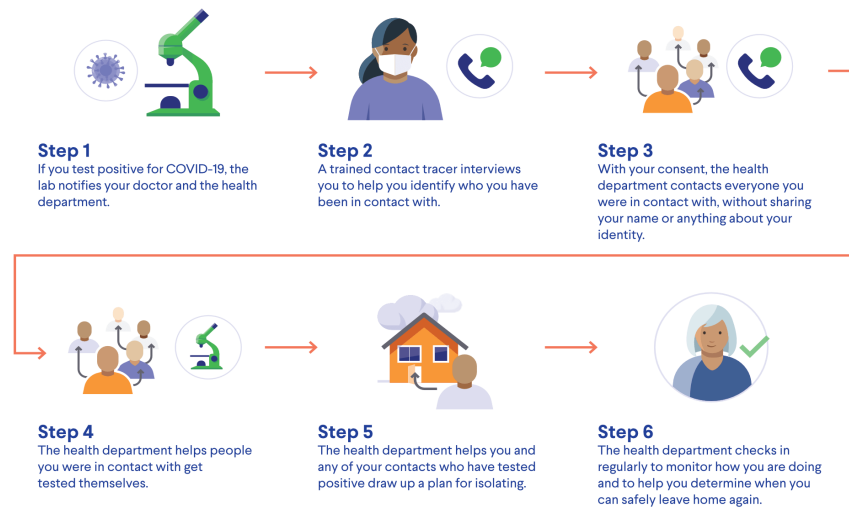 Step 1
If you test positive for COVID-19, the
lab notifies your doctor and the health
department.
Step 2
A trained contact tracer interviews
you to help you identify who you have
been in contact with.
Step 3
With your consent, the health
department contacts everyone you
were in contact with, without sharing
your name or anything about your
identity.
Step 4
The health department helps people
you were in contact with get
tested themselves.
Step 5
The health department helps you and
any of your contacts who have tested
positive draw up a plan for isolating.
Step 6
The health department checks in
regularly to monitor how you are doing
and to help you determine when you
can safely leave home again.